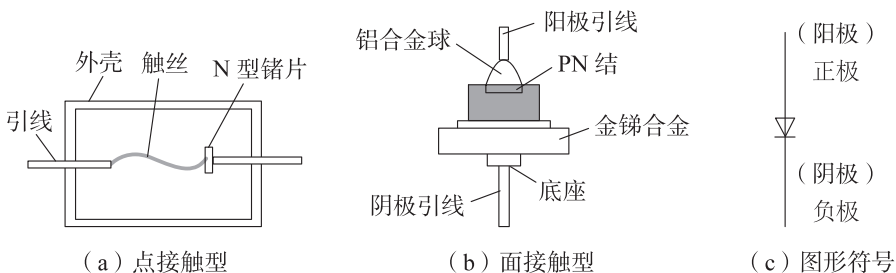 外壳
触丝
N 型锗片
引线
（a）点接触型
阳极引线
铝合金球
PN 结
金锑合金
底座
阴极引线
（b）面接触型
（阳极）
正极
（阴极）
负极
（c）图形符号